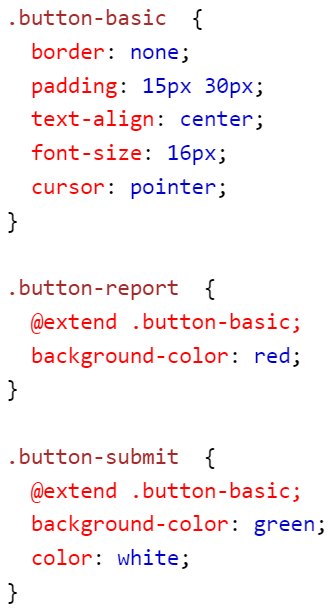 .button-basic  {
  border: none;
  padding: 15px 30px;
  text-align: center;
  font-size: 16px;
  cursor: pointer;
}

.button-report  {
  @extend .button-basic;
  background-color: red;
}

.button-submit  {
  @extend .button-basic;
  background-color: green;
  color: white;
}